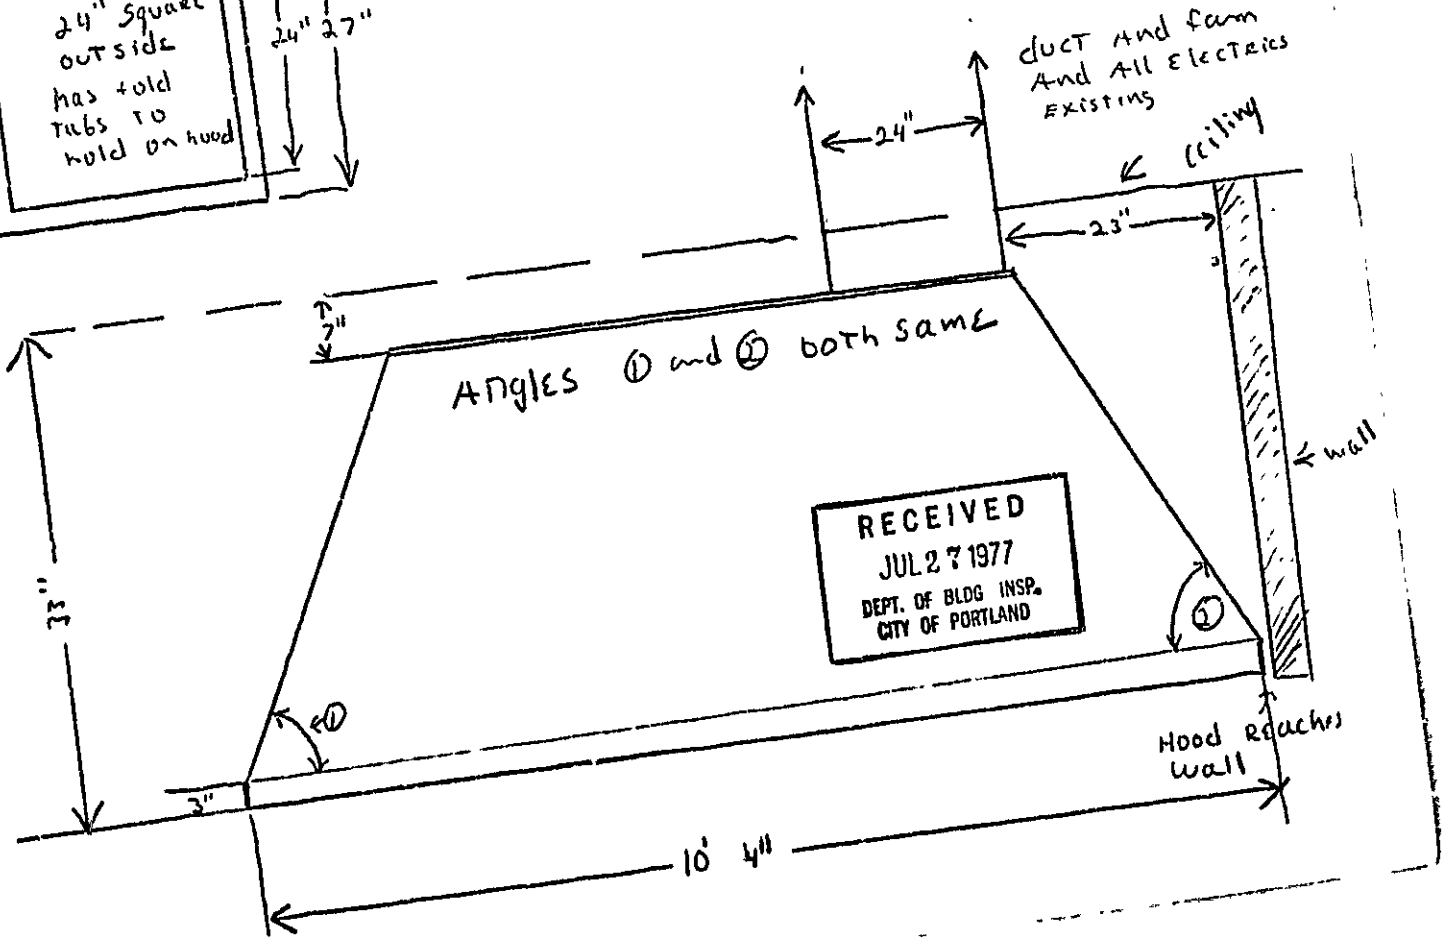 24" Square
outside
has fold
Tabs to
hold on hood
24" 27"
duct And fann
And All Electrics
Existing
24"
Ceiling
23"
7"
Angles ① and ② both same
wall
33"
RECEIVED
JUL 27 1977
DEPT. OF BLDG INSP.
CITY OF PORTLAND
②
①
Hood Reaches
Wall
3"
10' 4"